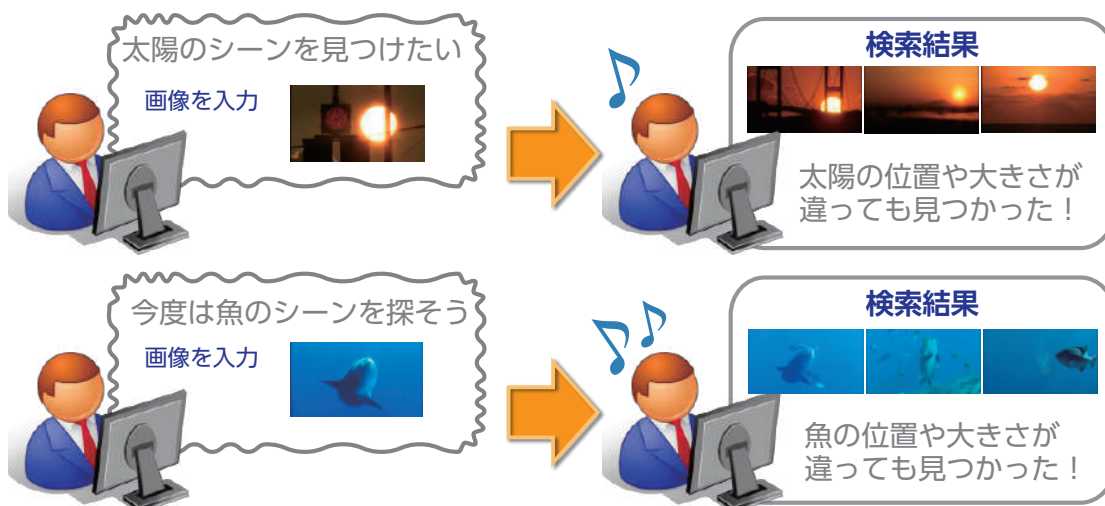 太陽のシーンを見つけたい
画像を入力
検索結果
太陽の位置や大きさが
違っても見つかった！
今度は魚のシーンを探そう
画像を入力
検索結果
魚の位置や大きさが
違っても見つかった！